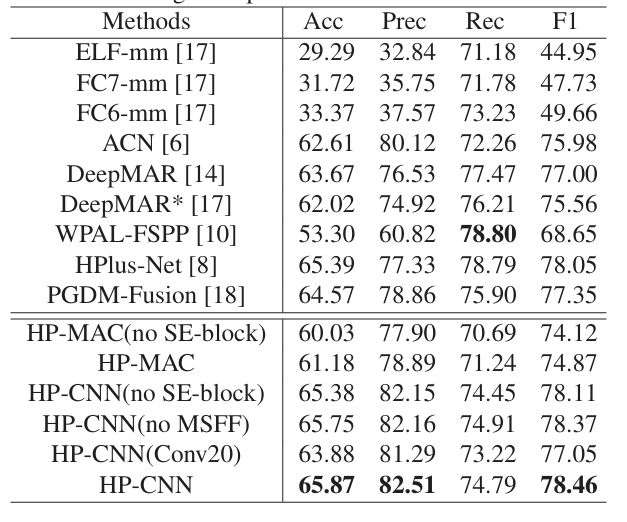 Methods Acc Prec Rec F1
ELF-mm [17] 29.29 32.84 71.18 44.95
FC7-mm [17] 31.72 35.75 71.78 47.73
FC6-mm [17] 33.37 37.57 73.23 49.66
ACN [6] 62.61 80.12 72.26 75.98
DeepMAR [14] 63.67 76.53 77.47 77.00
DeepMAR* [17] 62.02 74.92 76.21 75.56
WPAL-FSPP [10] 53.30 60.82 78.80 68.65
HPlus-Net [8] 65.39 77.33 78.79 78.05
PGDM-Fusion [18] 64.57 78.86 75.90 77.35
HP-MAC(no SE-block) 60.03 77.90 70.69 74.12
HP-MAC 61.18 78.89 71.24 74.87
HP-CNN(no SE-block) 65.38 82.15 74.45 78.11
HP-CNN(no MSFF) 65.75 82.16 74.91 78.37
HP-CNN(Conv20) 63.88 81.29 73.22 77.05
HP-CNN 65.87 82.51 74.79 78.46